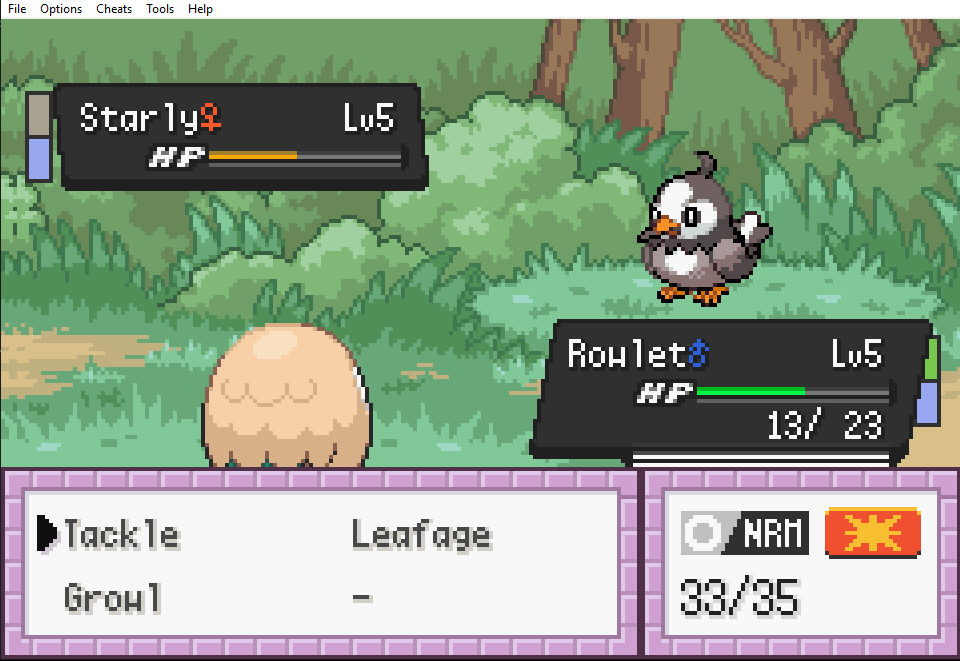 File Options Cheats Tools Help
Starly♀ Lv5
HP
Rowlet♂ Lv5
HP
13/ 23
Tackle Leafage
Growl –
NRM
33/35